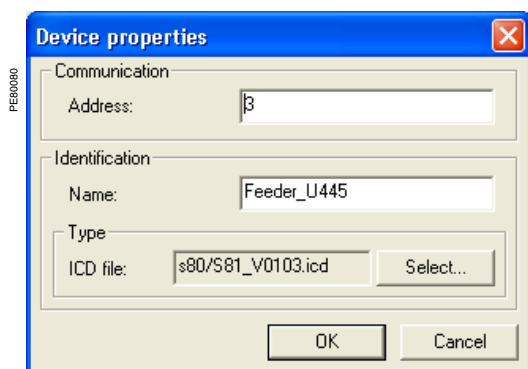 Device properties
PE80080
Communication
Address: 3
Identification
Name: Feeder_U445
Type
ICD file: s80/S81_V0103.icd Select...
OK Cancel